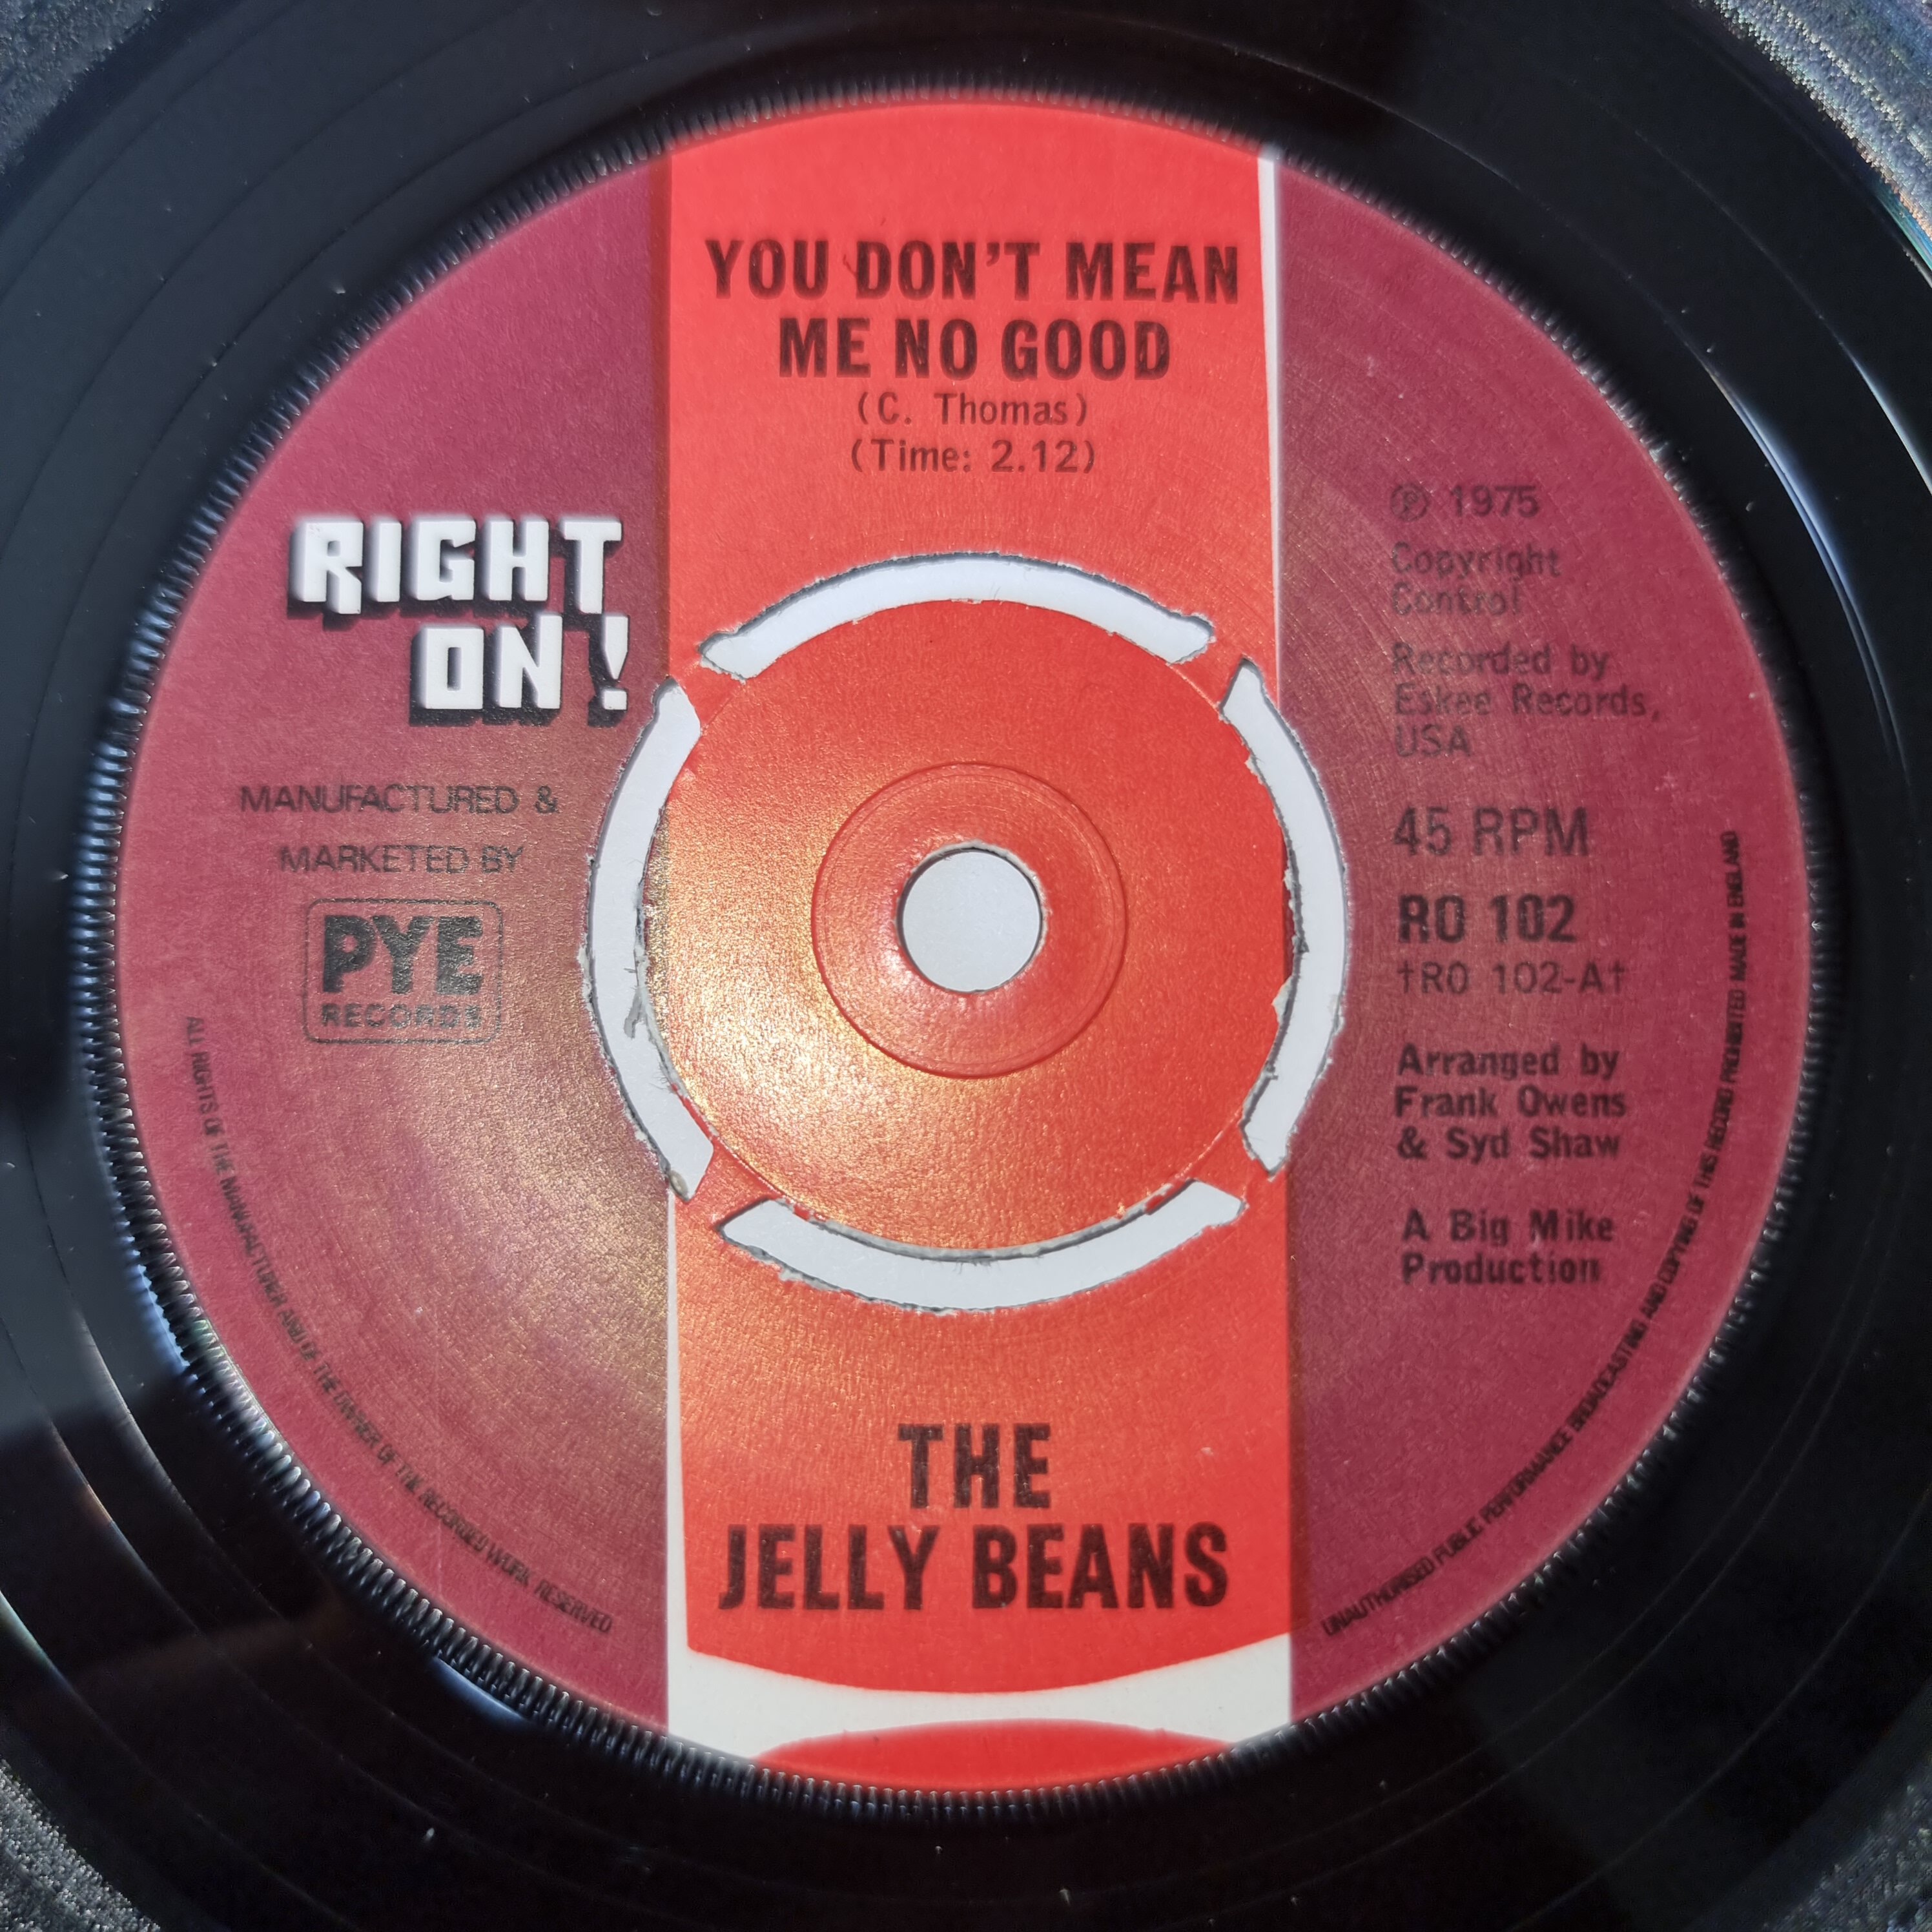 YOU DON'T MEAN
ME NO GOOD
(C. Thomas)
(Time: 2.12)
RIGHT
ON!
MANUFACTURED &
MARKETED BY
PYE
RECORDS
℗ 1975
Copyright
Control
Recorded by
Eskee Records,
USA
45 RPM
RO 102
†RO 102-A†
Arranged by
Frank Owens
& Syd Shaw
A Big Mike
Production
THE
JELLY BEANS
ALL RIGHTS OF THE MANUFACTURER AND OF THE OWNER OF THE RECORDED WORK RESERVED
UNAUTHORISED PUBLIC PERFORMANCE BROADCASTING AND COPYING OF THIS RECORD PROHIBITED MADE IN ENGLAND